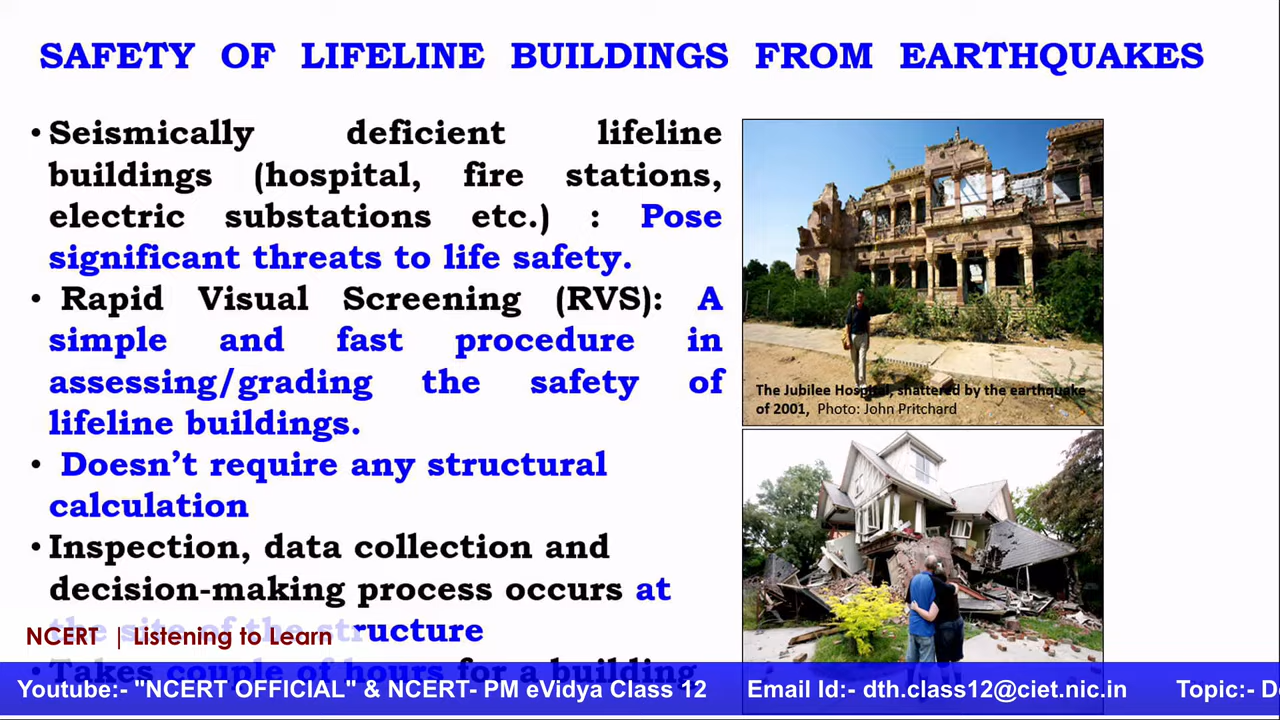 SAFETY OF LIFELINE BUILDINGS FROM EARTHQUAKES
• Seismically deficient lifeline
buildings (hospital, fire stations,
electric substations etc.) : Pose
significant threats to life safety.
• Rapid Visual Screening (RVS): A
simple and fast procedure in
assessing/grading the safety of
lifeline buildings.
• Doesn't require any structural
calculation
• Inspection, data collection and
decision-making process occurs at
the site of the structure
• Takes couple of hours for a building
The Jubilee Hospital, shattered by the earthquake
of 2001, Photo: John Pritchard
NCERT | Listening to Learn
Youtube:- "NCERT OFFICIAL" & NCERT- PM eVidya Class 12 Email Id:- dth.class12@ciet.nic.in Topic:-